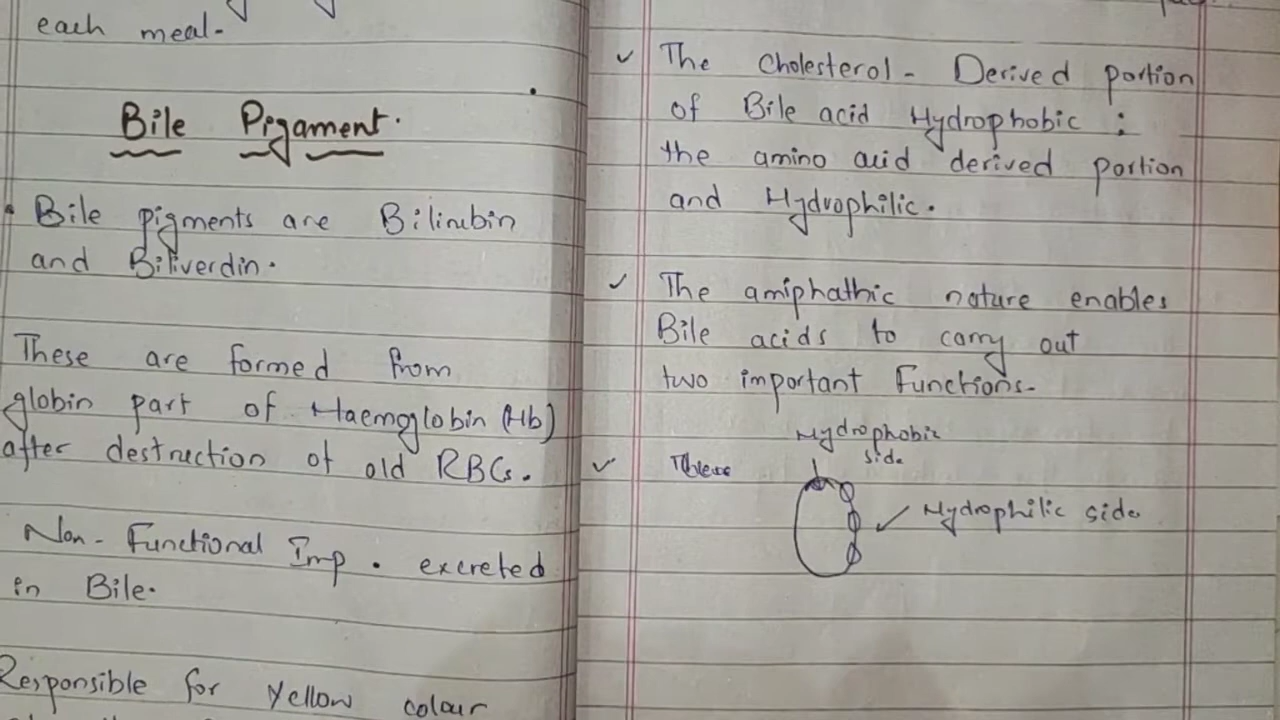 each meal-
Bile Pigament.
Bile pigments are Bilirubin
and Biliverdin.
These are formed from
globin part of Haemoglobin (Hb)
after destruction of old RBCs.
Non-Functional Imp. excreted
in Bile.
Responsible for yellow colour
✓ The Cholesterol - Derived portion
of Bile acid Hydrophobic :
the amino acid derived portion
and Hydrophilic.
✓ The amiphathic nature enables
Bile acids to carry out
two important Functions-
Hydrophobic
side
✓
✓ Hydrophilic side